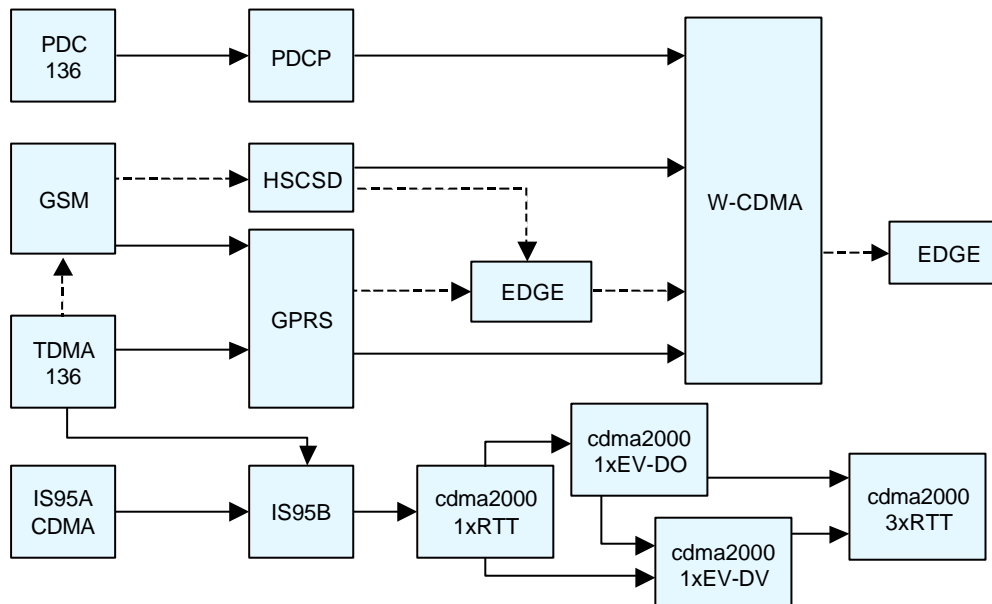 PDC
136
PDCP
GSM
HSCSD
W-CDMA
EDGE
EDGE
GPRS
TDMA
136
cdma2000
1xEV-DO
IS95A
CDMA
IS95B
cdma2000
1xRTT
cdma2000
3xRTT
cdma2000
1xEV-DV